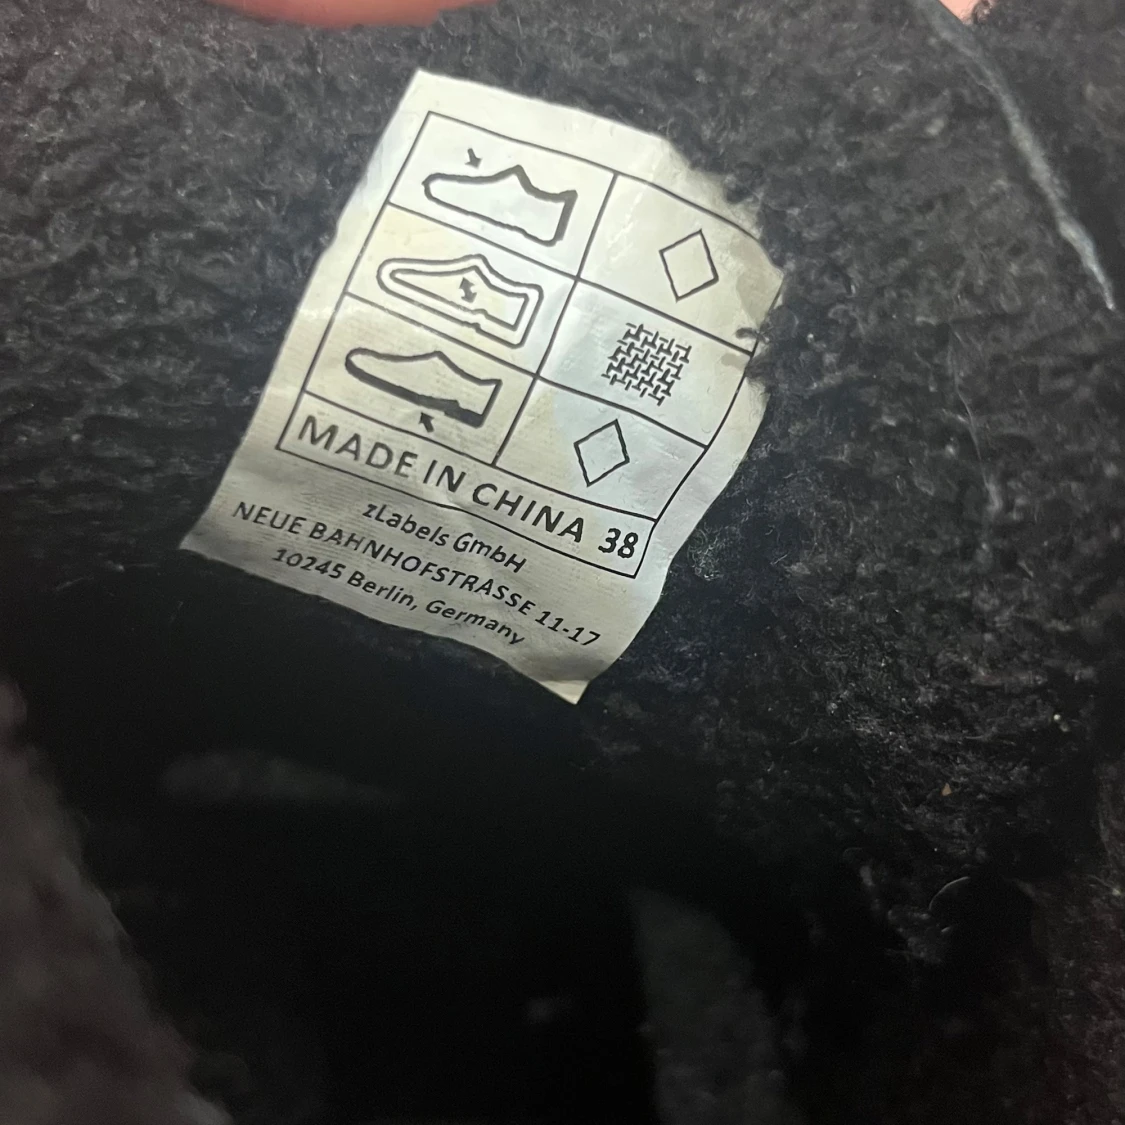 MADE IN CHINA 38
zLabels GmbH
NEUE BAHNHOFSTRASSE 11-17
10245 Berlin, Germany